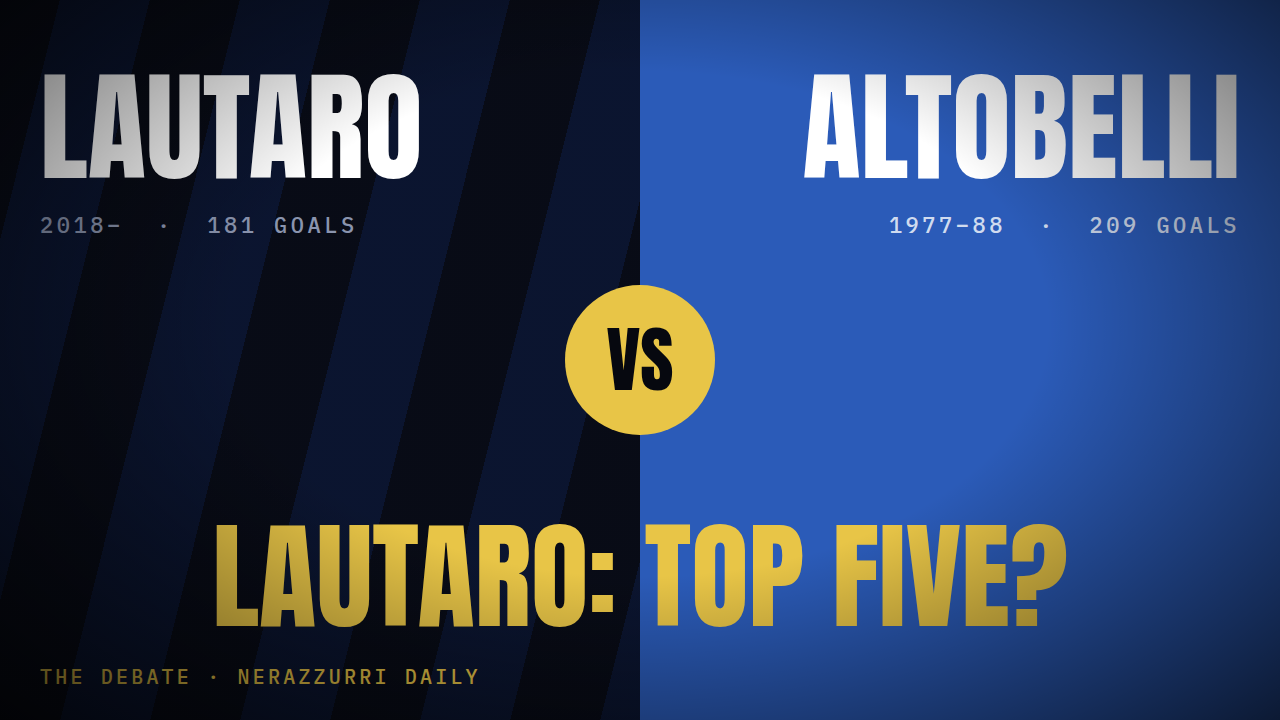 LAUTARO
2018– · 181 GOALS
ALTOBELLI
1977–88 · 209 GOALS
VS
LAUTARO: TOP FIVE?
THE DEBATE · NERAZZURRI DAILY